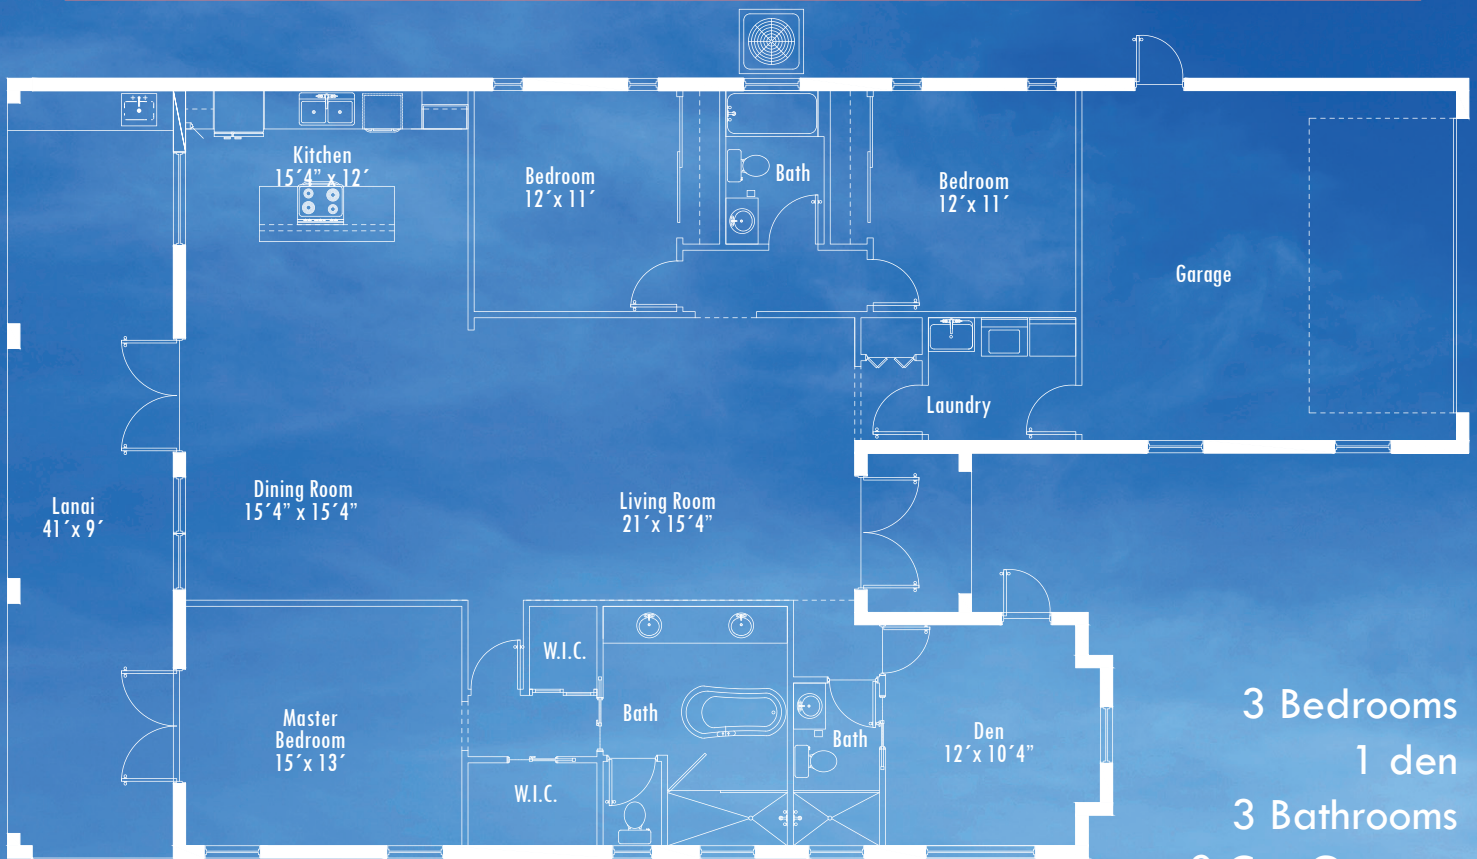 Kitchen
15´4” x 12´
Bedroom
12´x 11´
Bath
Bedroom
12´x 11´
Garage
Laundry
Lanai
41´x 9´
Dining Room
15´4” x 15´4”
Living Room
21´x 15´4”
W.I.C.
Master
Bedroom
15´x 13´
Bath
W.I.C.
Bath
Den
12´x 10´4”
3 Bedrooms
1 den
3 Bathrooms